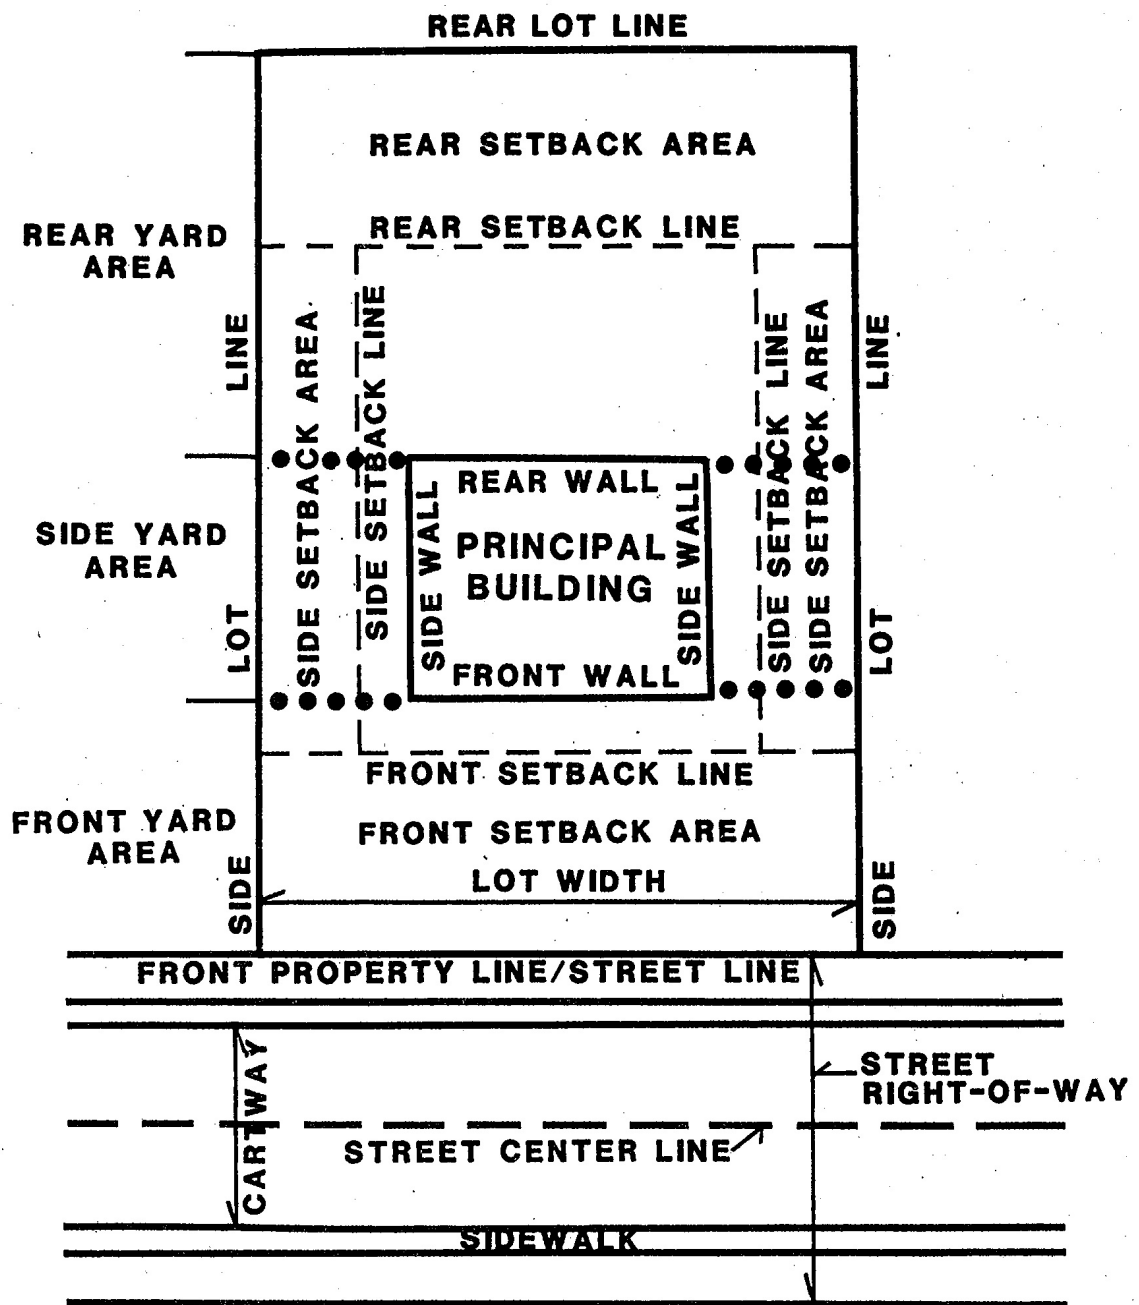 REAR LOT LINE
REAR SETBACK AREA
REAR SETBACK LINE
REAR YARD
AREA
SIDE LOT LINE
SIDE SETBACK AREA
SIDE SETBACK LINE
SIDE SETBACK LINE
SIDE SETBACK AREA
SIDE LOT LINE
SIDE YARD
AREA
REAR WALL
SIDE WALL
PRINCIPAL
BUILDING
SIDE WALL
FRONT WALL
FRONT SETBACK LINE
FRONT YARD
AREA
FRONT SETBACK AREA
LOT WIDTH
FRONT PROPERTY LINE/STREET LINE
CARTWAY
STREET
RIGHT-OF-WAY
STREET CENTER LINE
SIDEWALK